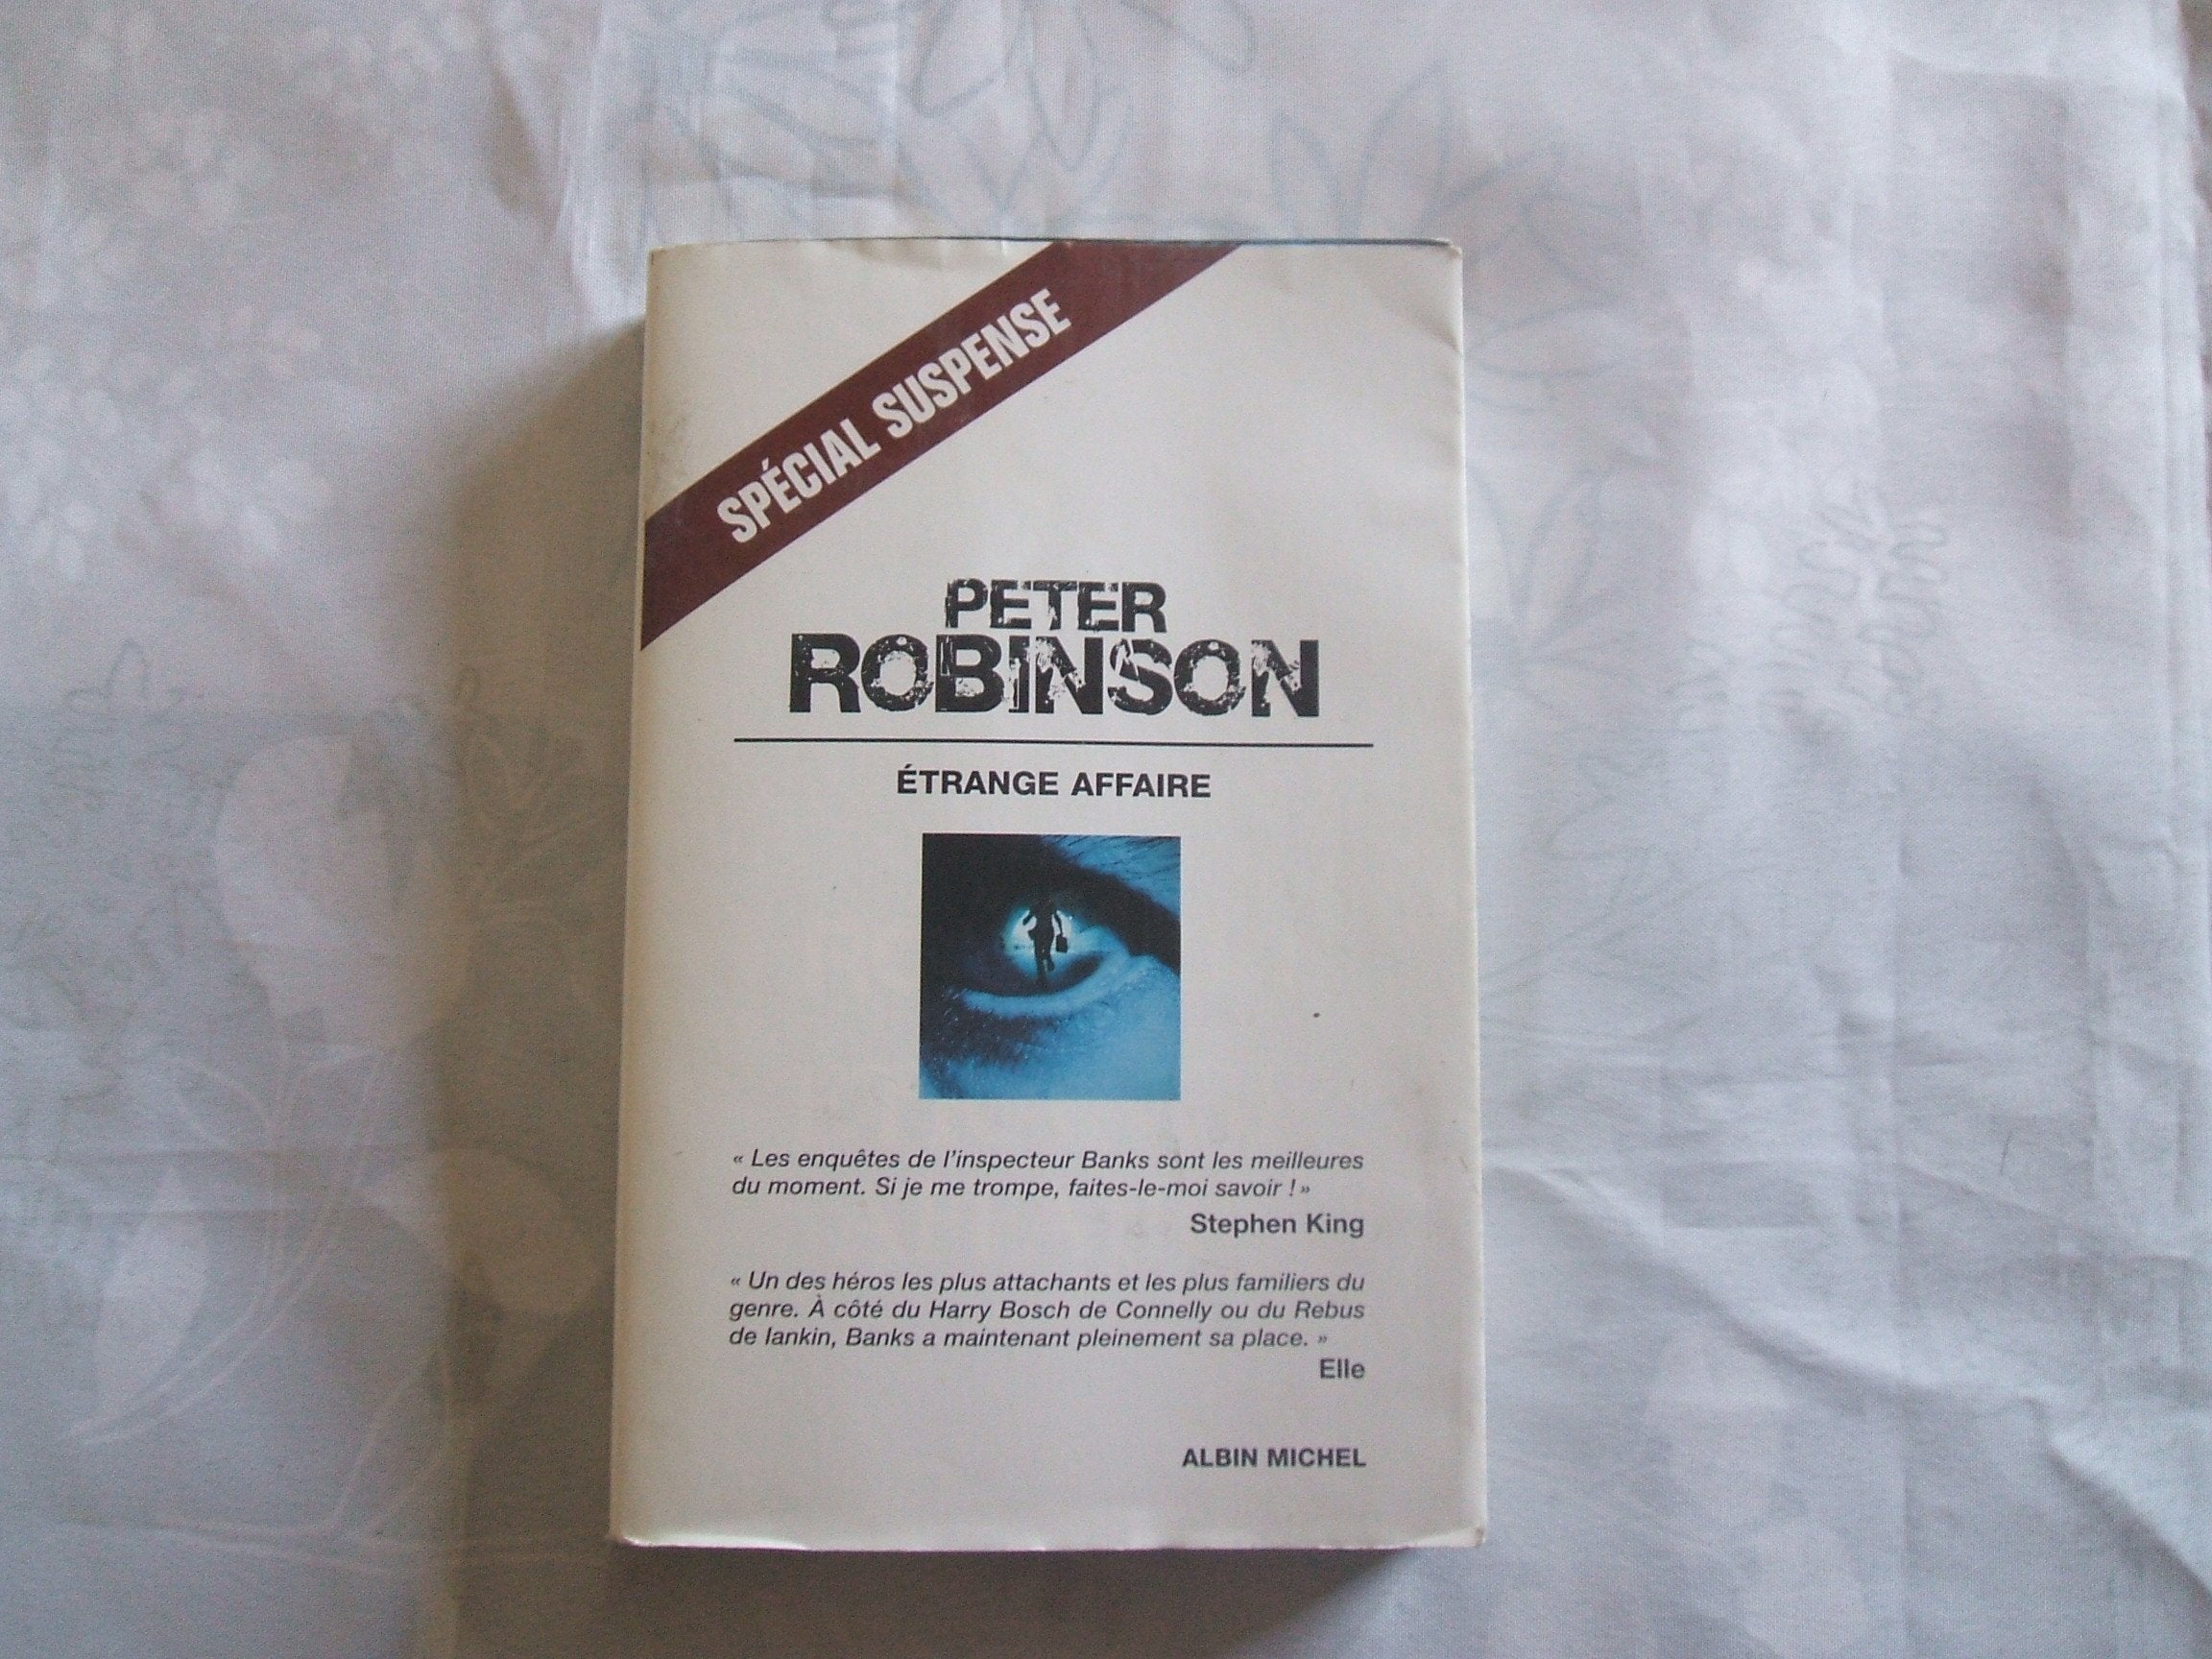 SPÉCIAL SUSPENSE
PETER
ROBINSON
ÉTRANGE AFFAIRE
« Les enquêtes de l'inspecteur Banks sont les meilleures
du moment. Si je me trompe, faites-le-moi savoir ! »
Stephen King
« Un des héros les plus attachants et les plus familiers du
genre. À côté du Harry Bosch de Connelly ou du Rebus
de Iankin, Banks a maintenant pleinement sa place. »
Elle
ALBIN MICHEL